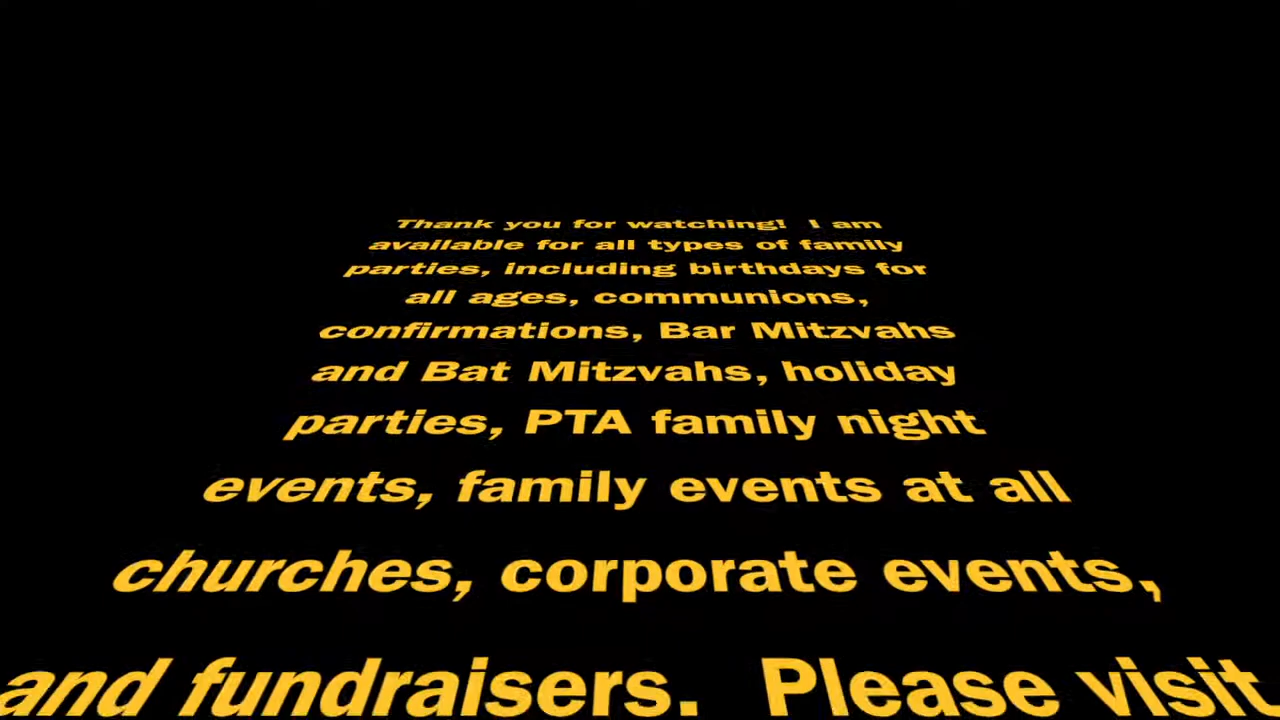 Thank you for watching!  I am
available for all types of family
parties, including birthdays for
all ages, communions,
confirmations, Bar Mitzvahs
and Bat Mitzvahs, holiday
parties, PTA family night
events, family events at all
churches, corporate events,
and fundraisers.  Please visit